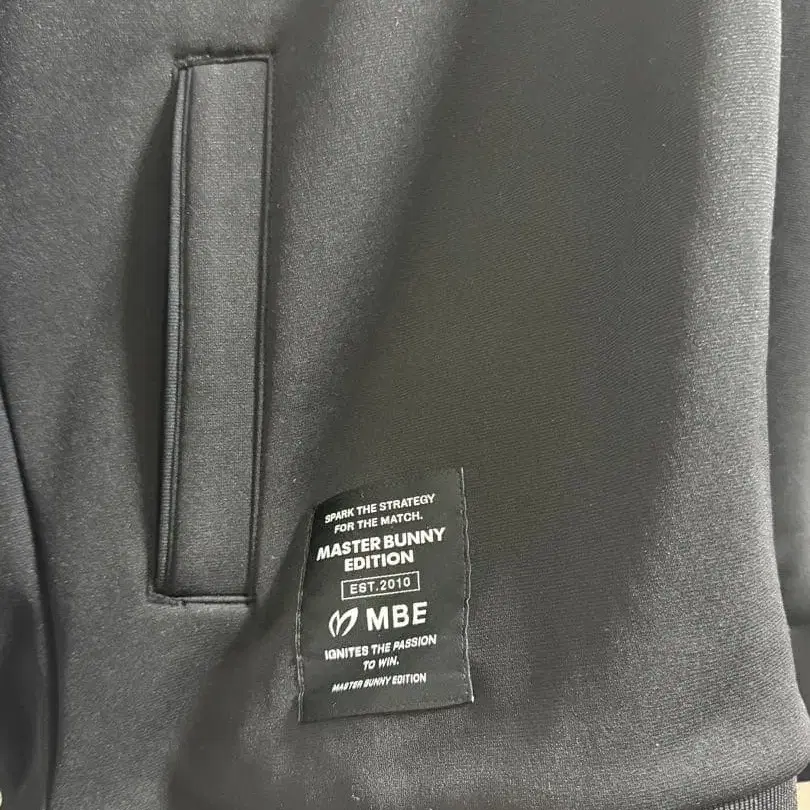 SPARK THE STRATEGY
FOR THE MATCH.
MASTER BUNNY
EDITION
EST.2010
MBE
IGNITES THE PASSION
TO WIN.
MASTER BUNNY EDITION